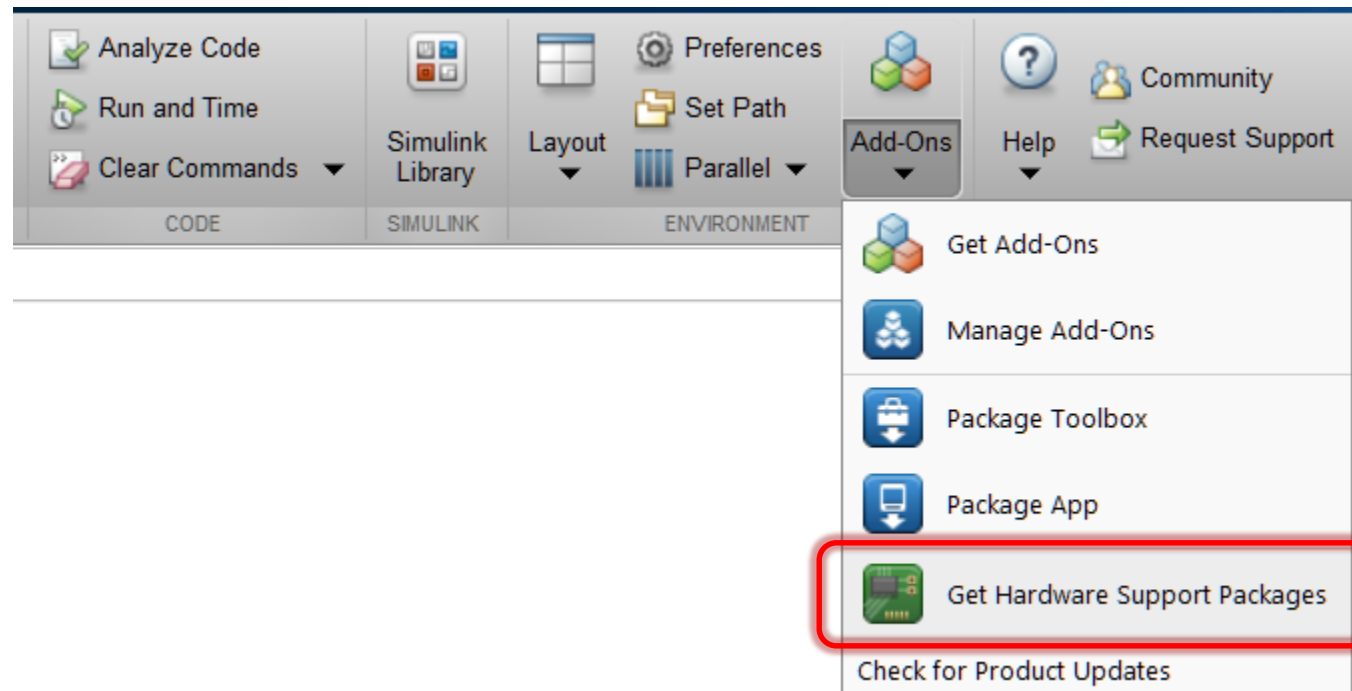 Analyze Code
Run and Time
Clear Commands
CODE
Simulink
Library
SIMULINK
Layout
Preferences
Set Path
Parallel
Add-Ons
ENVIRONMENT
Help
Community
Request Support
Get Add-Ons
Manage Add-Ons
Package Toolbox
Package App
Get Hardware Support Packages
Check for Product Updates